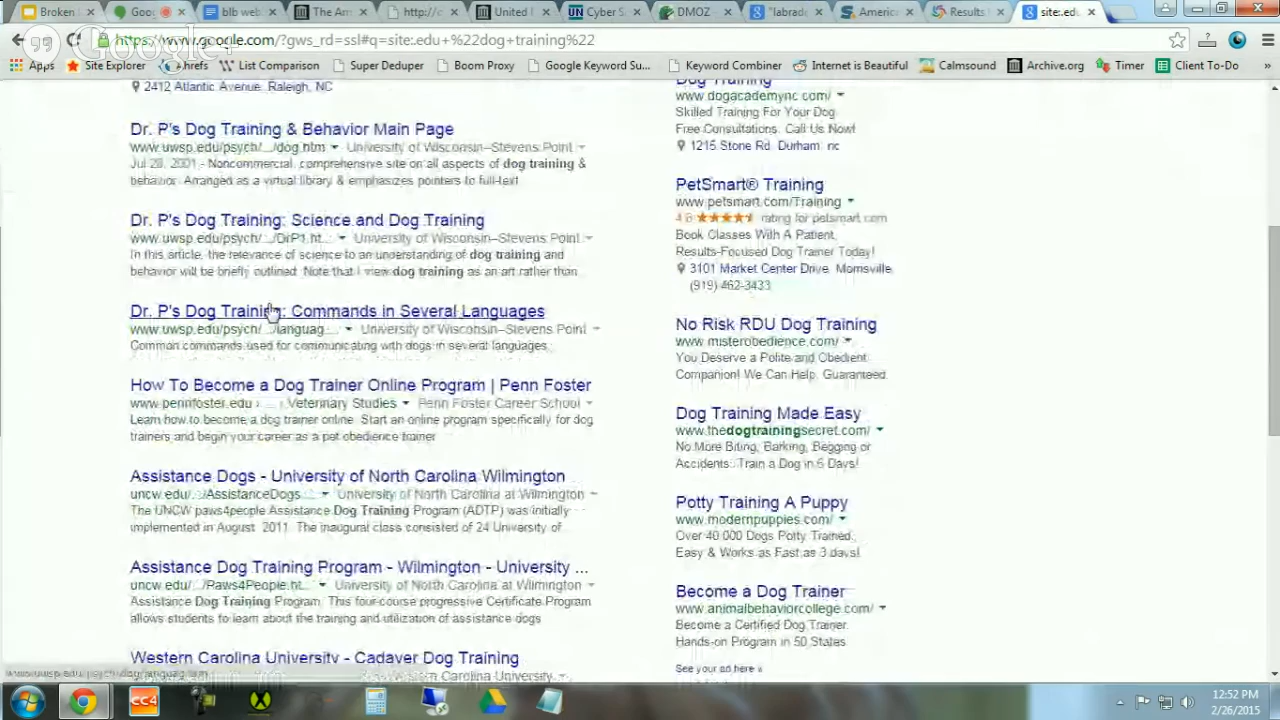 Broken
Goo
blb web
The Am
http://c
United
Cyber S
DMOZ
"labrad
America
Results
site:.ed
Google+
https://www.google.com/?gws_rd=ssl#q=site:.edu+%22dog+training%22
Apps
Site Explorer
Ahrefs
List Comparison
Super Deduper
Boom Proxy
Google Keyword Su...
Keyword Combiner
Internet is Beautiful
Calmsound
Archive.org
Timer
Client To-Do
»
2412 Atlantic Avenue, Raleigh, NC
Dr. P's Dog Training & Behavior Main Page
www.uwsp.edu/psych/.../dog.htm University of Wisconsin–Stevens Point
Jul 28, 2001 - Noncommercial, comprehensive site on all aspects of dog training &
behavior. Arranged as a virtual library & emphasizes pointers to full-text
Dr. P's Dog Training: Science and Dog Training
www.uwsp.edu/psych/.../DrP1.ht... University of Wisconsin–Stevens Point
In this article, the relevance of science to an understanding of dog training and
behavior will be briefly outlined. Note that I view dog training as an art rather than
Dr. P's Dog Training: Commands in Several Languages
www.uwsp.edu/psych/.../languag... University of Wisconsin–Stevens Point
Common commands used for communicating with dogs in several languages.
How To Become a Dog Trainer Online Program | Penn Foster
www.pennfoster.edu › ... › Veterinary Studies Penn Foster Career School
Learn how to become a dog trainer online. Start an online program specifically for dog
trainers and begin your career as a pet obedience trainer
Assistance Dogs - University of North Carolina Wilmington
uncw.edu/.../AssistanceDogs... University of North Carolina at Wilmington
The UNCW paws4people Assistance Dog Training Program (ADTP) was initially
implemented in August, 2011. The inaugural class consisted of 24 University of
Assistance Dog Training Program - Wilmington - University ...
uncw.edu/.../Paws4People.ht... University of North Carolina at Wilmington
Assistance Dog Training Program. This four-course progressive Certificate Program
allows students to learn about the training and utilization of assistance dogs
Western Carolina University - Cadaver Dog Training
Dog Training
www.dogacademync.com/
Skilled Training For Your Dog.
Free Consultations. Call Us Now!
1215 Stone Rd, Durham, nc
PetSmart® Training
www.petsmart.com/Training
4.6 ★★★★★ rating for petsmart.com
Book Classes With A Patient,
Results-Focused Dog Trainer Today!
3101 Market Center Drive, Morrisville
(919) 462-3433
No Risk RDU Dog Training
www.misterobedience.com/
You Deserve a Polite and Obedient
Companion! We Can Help. Guaranteed.
Dog Training Made Easy
www.thedogtrainingsecret.com/
No More Biting, Barking, Begging or
Accidents: Train a Dog in 6 Days!
Potty Training A Puppy
www.modernpuppies.com/
Over 40,000 Dogs Potty Trained.
Easy & Works as Fast as 3 days!
Become a Dog Trainer
www.animalbehaviorcollege.com/
Become a Certified Dog Trainer.
Hands-on Program in 50 States
See your ad here »
CC4
12:52 PM
2/26/2015